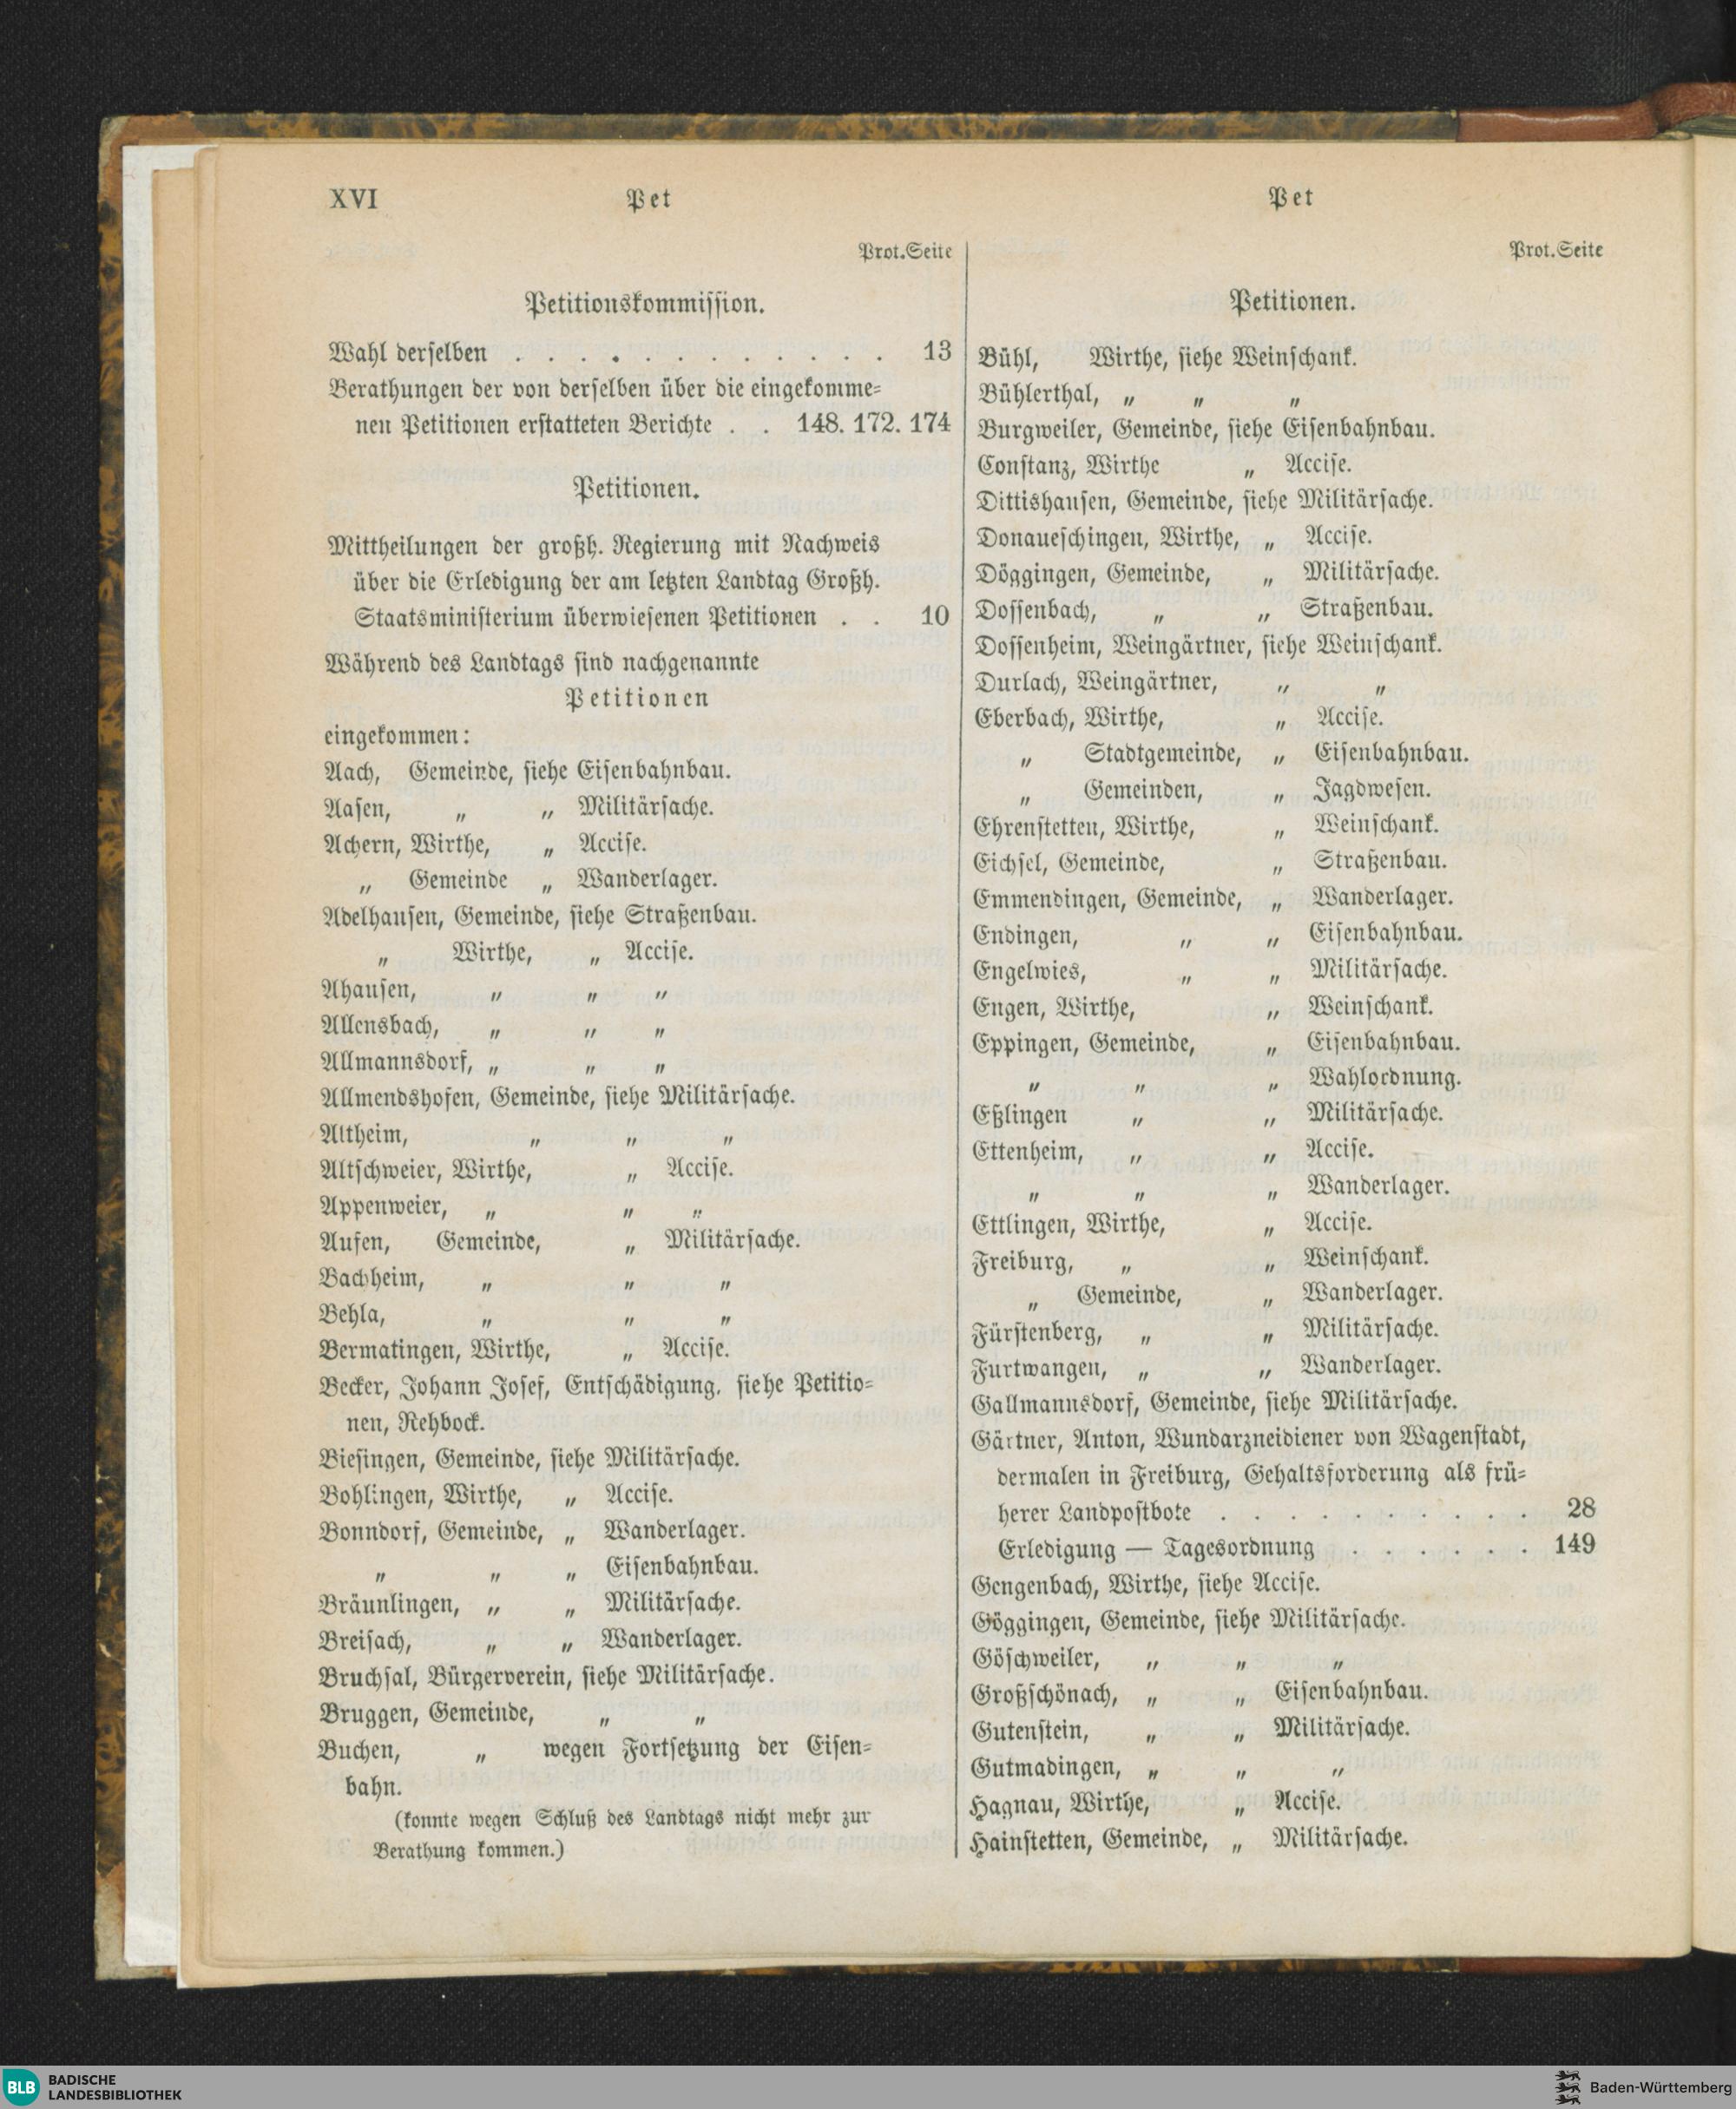 XVI Pet
Prot.Seite
Petitionskommission.
Wahl derselben . . . . . . . . . . . . . 13
Berathungen der von derselben über die eingekomme=
nen Petitionen erstatteten Berichte . . 148. 172. 174
Petitionen.
Mittheilungen der großh. Regierung mit Nachweis
über die Erledigung der am letzten Landtag Großh.
Staatsministerium überwiesenen Petitionen . . 10
Während des Landtags sind nachgenannte
Petitionen
eingekommen:
Aach, Gemeinde, siehe Eisenbahnbau.
Aasen, „ „ Militärsache.
Achern, Wirthe, „ Accise.
„ Gemeinde „ Wanderlager.
Adelhausen, Gemeinde, siehe Straßenbau.
„ Wirthe, „ Accise.
Ahausen, „ „ „
Allensbach, „ „ „
Allmannsdorf, „ „ „
Allmendshofen, Gemeinde, siehe Militärsache.
Altheim, „ „ „
Altschweier, Wirthe, „ Accise.
Appenweier, „ „ „
Aufen, Gemeinde, „ Militärsache.
Bachheim, „ „ „
Behla, „ „ „
Bermatingen, Wirthe, „ Accise.
Becker, Johann Josef, Entschädigung, siehe Petitio=
nen, Rehbock.
Biesingen, Gemeinde, siehe Militärsache.
Bohlingen, Wirthe, „ Accise.
Bonndorf, Gemeinde, „ Wanderlager.
„ „ „ Eisenbahnbau.
Bräunlingen, „ „ Militärsache.
Breisach, „ „ Wanderlager.
Bruchsal, Bürgerverein, siehe Militärsache.
Bruggen, Gemeinde, „ „
Buchen, „ wegen Fortsetzung der Eisen=
bahn.
(konnte wegen Schluß des Landtags nicht mehr zur
Berathung kommen.)
Pet
Prot.Seite
Petitionen.
Bühl, Wirthe, siehe Weinschank.
Bühlerthal, „ „ „
Burgweiler, Gemeinde, siehe Eisenbahnbau.
Constanz, Wirthe „ Accise.
Dittishausen, Gemeinde, siehe Militärsache.
Donaueschingen, Wirthe, „ Accise.
Döggingen, Gemeinde, „ Militärsache.
Dossenbach, „ „ Straßenbau.
Dossenheim, Weingärtner, siehe Weinschank.
Durlach, Weingärtner, „ „
Eberbach, Wirthe, „ Accise.
„ Stadtgemeinde, „ Eisenbahnbau.
„ Gemeinden, „ Jagdwesen.
Ehrenstetten, Wirthe, „ Weinschank.
Eichsel, Gemeinde, „ Straßenbau.
Emmendingen, Gemeinde, „ Wanderlager.
Endingen, „ „ Eisenbahnbau.
Engelwies, „ „ Militärsache.
Engen, Wirthe, „ Weinschank.
Eppingen, Gemeinde, „ Eisenbahnbau.
„ „ „ Wahlordnung.
Eßlingen „ „ Militärsache.
Ettenheim, „ „ Accise.
„ „ „ Wanderlager.
Ettlingen, Wirthe, „ Accise.
Freiburg, „ „ Weinschank.
„ Gemeinde, „ Wanderlager.
Fürstenberg, „ „ Militärsache.
Furtwangen, „ „ Wanderlager.
Gallmannsdorf, Gemeinde, siehe Militärsache.
Gärtner, Anton, Wundarzneidiener von Wagenstadt,
dermalen in Freiburg, Gehaltsforderung als frü=
herer Landpostbote . . . . . . . . . . 28
Erledigung — Tagesordnung . . . . . . 149
Gengenbach, Wirthe, siehe Accise.
Göggingen, Gemeinde, siehe Militärsache.
Göschweiler, „ „ „
Großschönach, „ „ Eisenbahnbau.
Gutenstein, „ „ Militärsache.
Gutmadingen, „ „ „
Hagnau, Wirthe, „ Accise.
Hainstetten, Gemeinde, „ Militärsache.
BLB BADISCHE
LANDESBIBLIOTHEK
Baden-Württemberg